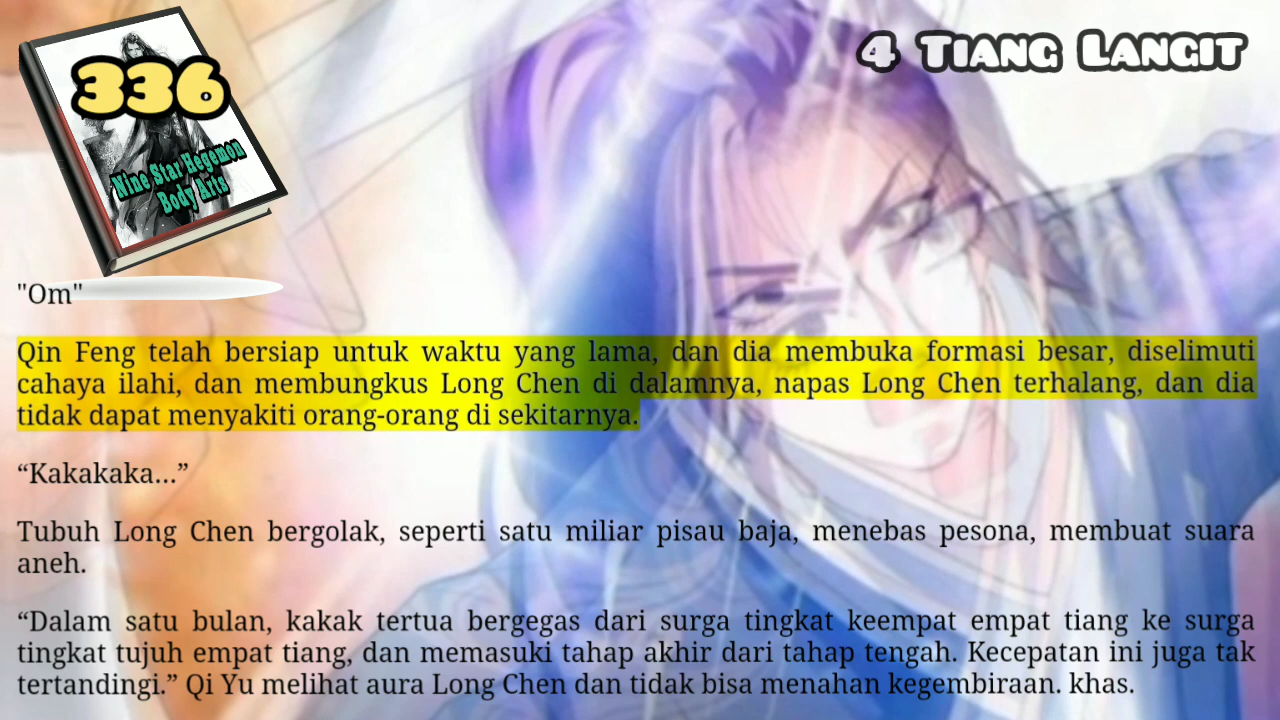 336
4 Tiang Langit
Nine Star Hegemon
Body Arts
"Om"
Qin Feng telah bersiap untuk waktu yang lama, dan dia membuka formasi besar, diselimuti
cahaya ilahi, dan membungkus Long Chen di dalamnya, napas Long Chen terhalang, dan dia
tidak dapat menyakiti orang-orang di sekitarnya.
“Kakakaka...”
Tubuh Long Chen bergolak, seperti satu miliar pisau baja, menebas pesona, membuat suara
aneh.
“Dalam satu bulan, kakak tertua bergegas dari surga tingkat keempat empat tiang ke surga
tingkat tujuh empat tiang, dan memasuki tahap akhir dari tahap tengah. Kecepatan ini juga tak
tertandingi.” Qi Yu melihat aura Long Chen dan tidak bisa menahan kegembiraan. khas.